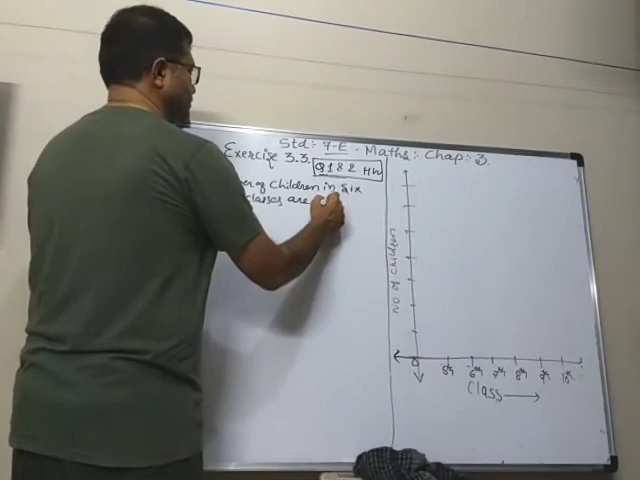 Std: 7-E. Maths: Chap: 3.
Exercise 3.3.
Q1&2 HW
of Children in Six
classes are
No of Children
0
5th 6th 7th 8th 9th 10th
Class